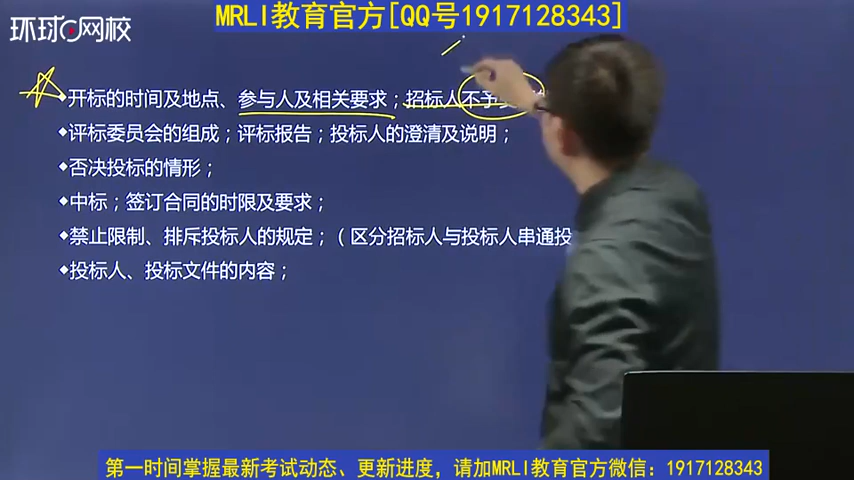 MRLI教育官方[QQ号1917128343]
环球网校
◆开标的时间及地点、参与人及相关要求；招标人不予
◆评标委员会的组成；评标报告；投标人的澄清及说明；
◆否决投标的情形；
◆中标；签订合同的时限及要求；
◆禁止限制、排斥投标人的规定；（区分招标人与投标人串通投
◆投标人、投标文件的内容；
第一时间掌握最新考试动态、更新进度，请加MRLI教育官方微信：1917128343